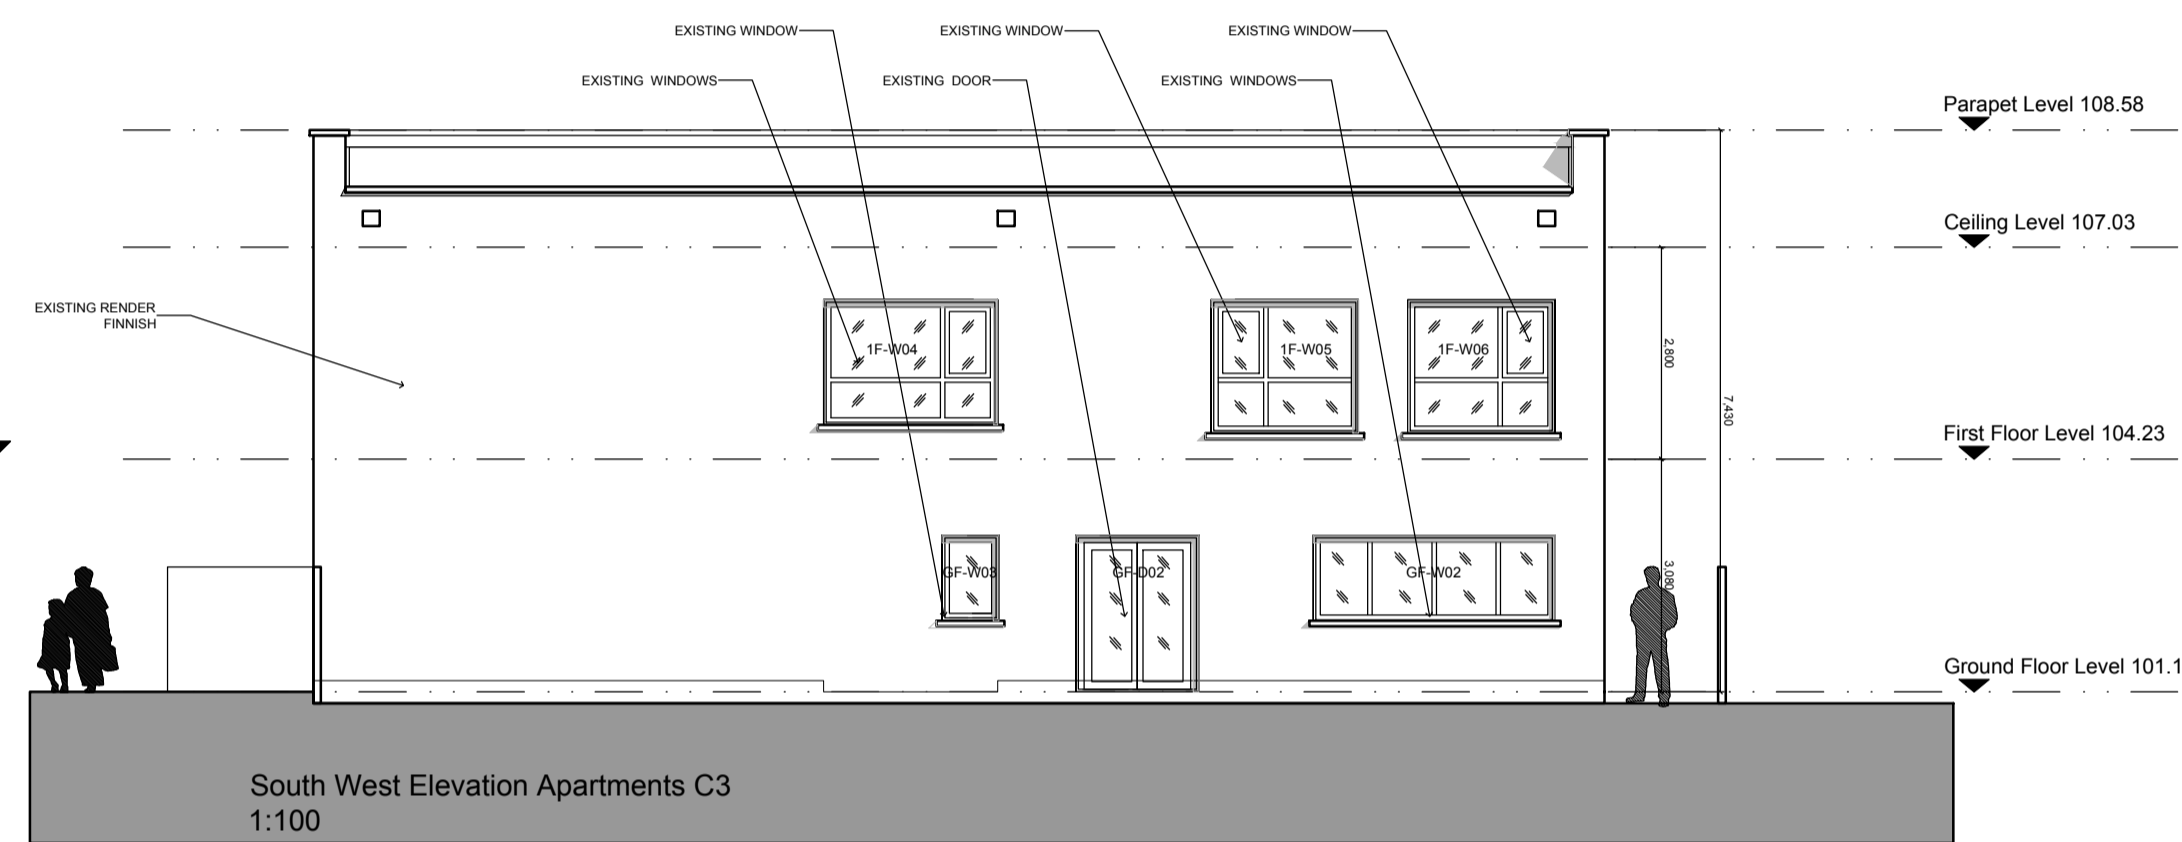 EXISTING WINDOW
EXISTING WINDOW
EXISTING WINDOW
EXISTING WINDOWS
EXISTING DOOR
EXISTING WINDOWS
Parapet Level 108.58
Ceiling Level 107.03
EXISTING RENDER
FINNISH
1F-W04
1F-W05
1F-W06
2,800
7,430
First Floor Level 104.23
GF-W03
GF-D02
GF-W02
3,080
Ground Floor Level 101.1
South West Elevation Apartments C3
1:100